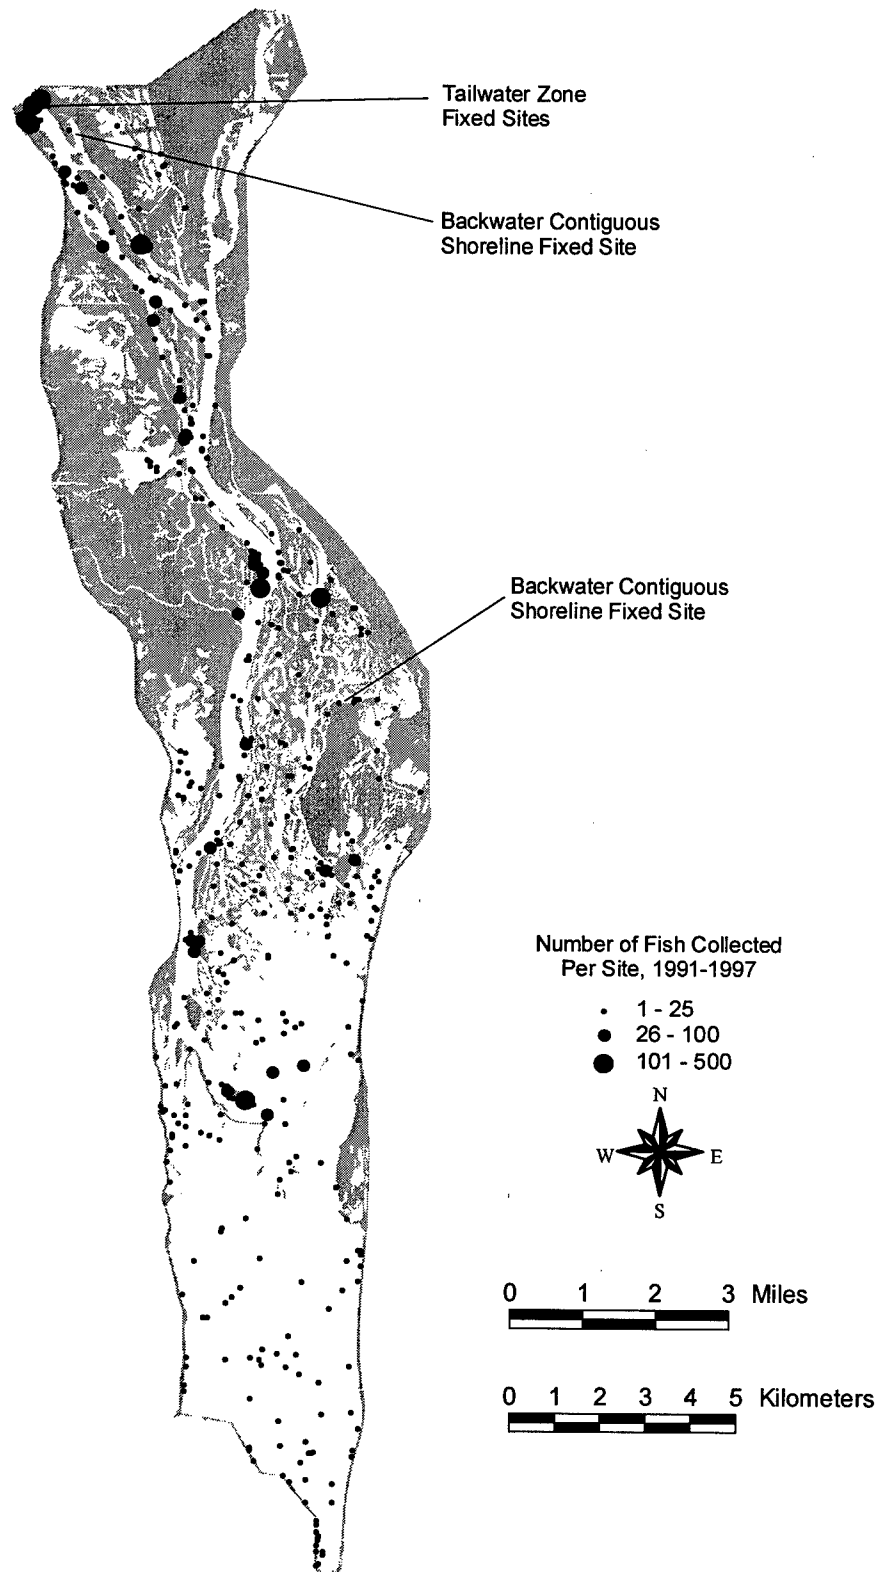 Tailwater Zone
Fixed Sites
Backwater Contiguous
Shoreline Fixed Site
Backwater Contiguous
Shoreline Fixed Site
Number of Fish Collected
Per Site, 1991-1997
1 - 25
26 - 100
101 - 500
N
W E
S
0 1 2 3 Miles
0 1 2 3 4 5 Kilometers